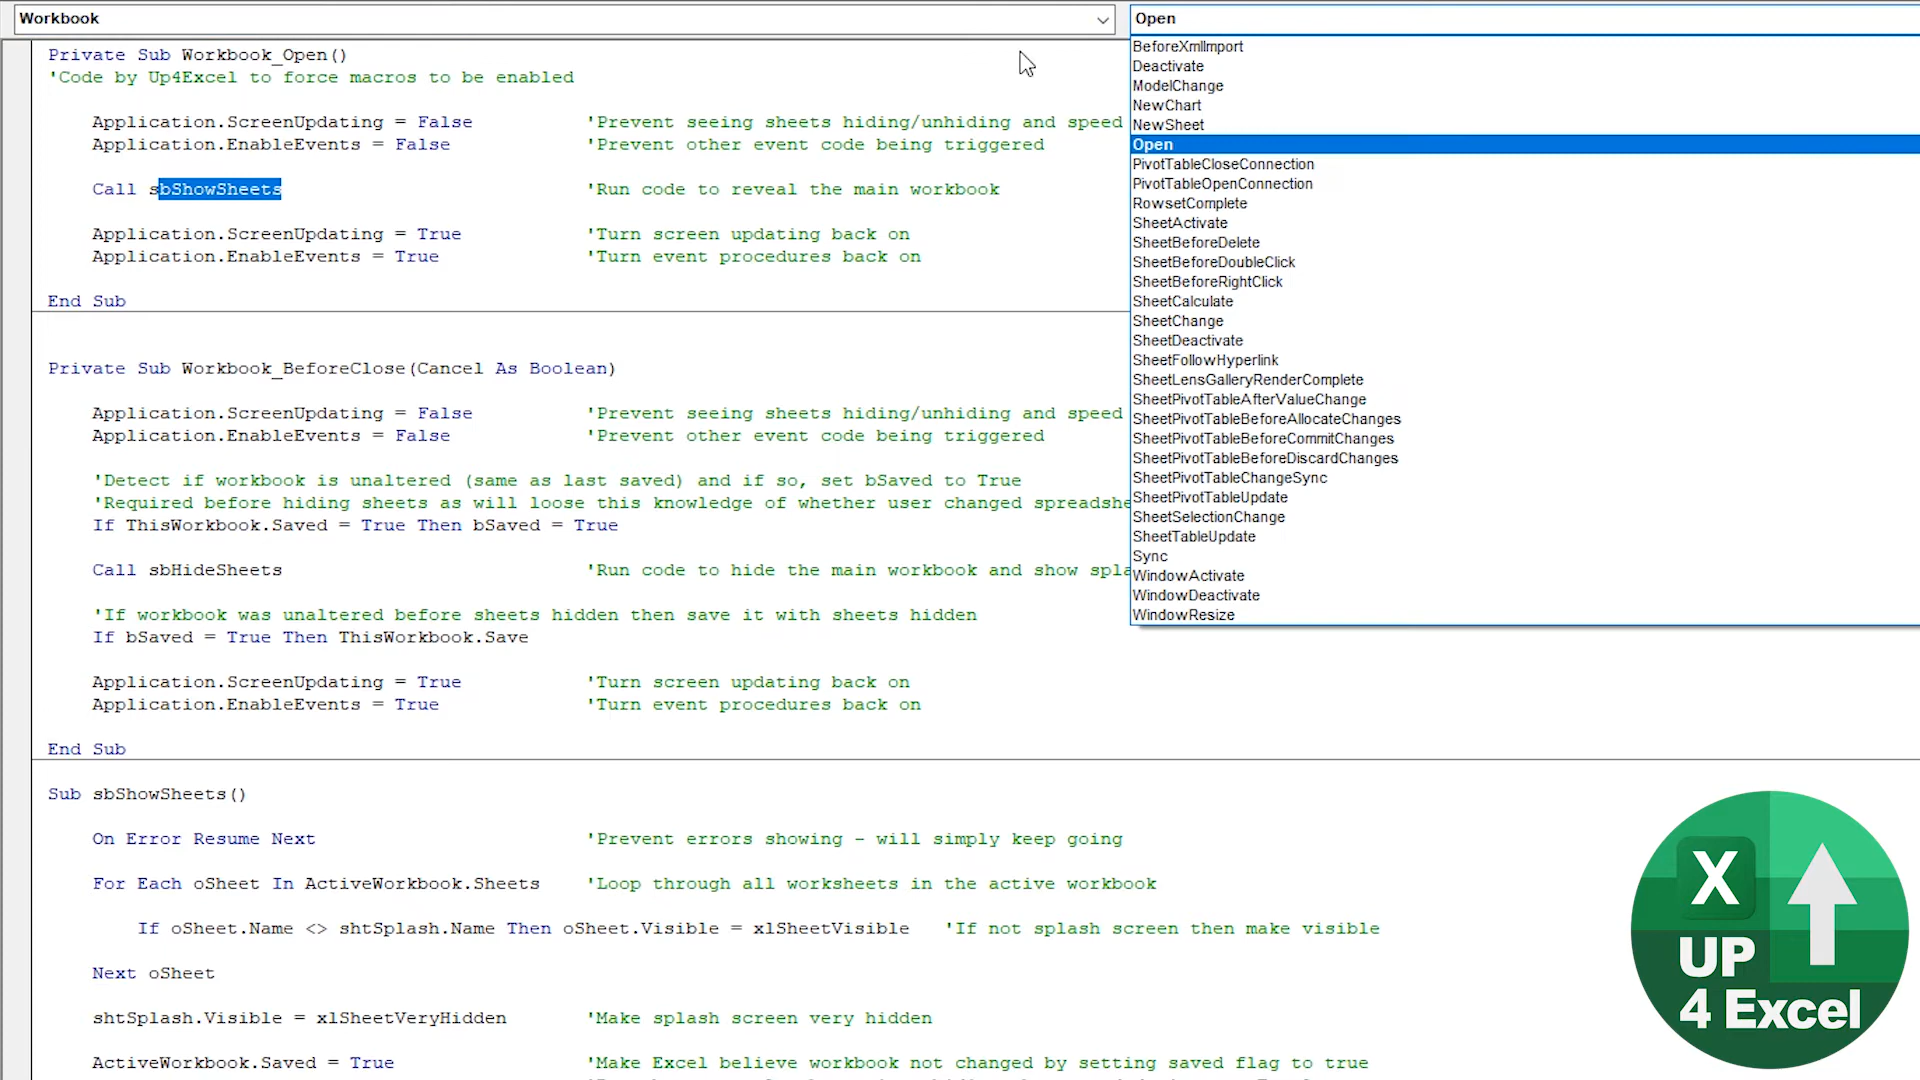 Workbook
Open
Private Sub Workbook_Open()
'Code by Up4Excel to force macros to be enabled
Application.ScreenUpdating = False 'Prevent seeing sheets hiding/unhiding and speed
Application.EnableEvents = False 'Prevent other event code being triggered
Call sbShowSheets 'Run code to reveal the main workbook
Application.ScreenUpdating = True 'Turn screen updating back on
Application.EnableEvents = True 'Turn event procedures back on
End Sub
Private Sub Workbook_BeforeClose(Cancel As Boolean)
Application.ScreenUpdating = False 'Prevent seeing sheets hiding/unhiding and speed
Application.EnableEvents = False 'Prevent other event code being triggered
'Detect if workbook is unaltered (same as last saved) and if so, set bSaved to True
'Required before hiding sheets as will loose this knowledge of whether user changed spreadshe
If ThisWorkbook.Saved = True Then bSaved = True
Call sbHideSheets 'Run code to hide the main workbook and show spla
'If workbook was unaltered before sheets hidden then save it with sheets hidden
If bSaved = True Then ThisWorkbook.Save
Application.ScreenUpdating = True 'Turn screen updating back on
Application.EnableEvents = True 'Turn event procedures back on
End Sub
Sub sbShowSheets()
On Error Resume Next 'Prevent errors showing - will simply keep going
For Each oSheet In ActiveWorkbook.Sheets 'Loop through all worksheets in the active workbook
If oSheet.Name <> shtSplash.Name Then oSheet.Visible = xlSheetVisible 'If not splash screen then make visible
Next oSheet
shtSplash.Visible = xlSheetVeryHidden 'Make splash screen very hidden
ActiveWorkbook.Saved = True 'Make Excel believe workbook not changed by setting saved flag to true
BeforeXmlImport
Deactivate
ModelChange
NewChart
NewSheet
Open
PivotTableCloseConnection
PivotTableOpenConnection
RowsetComplete
SheetActivate
SheetBeforeDelete
SheetBeforeDoubleClick
SheetBeforeRightClick
SheetCalculate
SheetChange
SheetDeactivate
SheetFollowHyperlink
SheetLensGalleryRenderComplete
SheetPivotTableAfterValueChange
SheetPivotTableBeforeAllocateChanges
SheetPivotTableBeforeCommitChanges
SheetPivotTableBeforeDiscardChanges
SheetPivotTableChangeSync
SheetPivotTableUpdate
SheetSelectionChange
SheetTableUpdate
Sync
WindowActivate
WindowDeactivate
WindowResize
X
UP
4 Excel